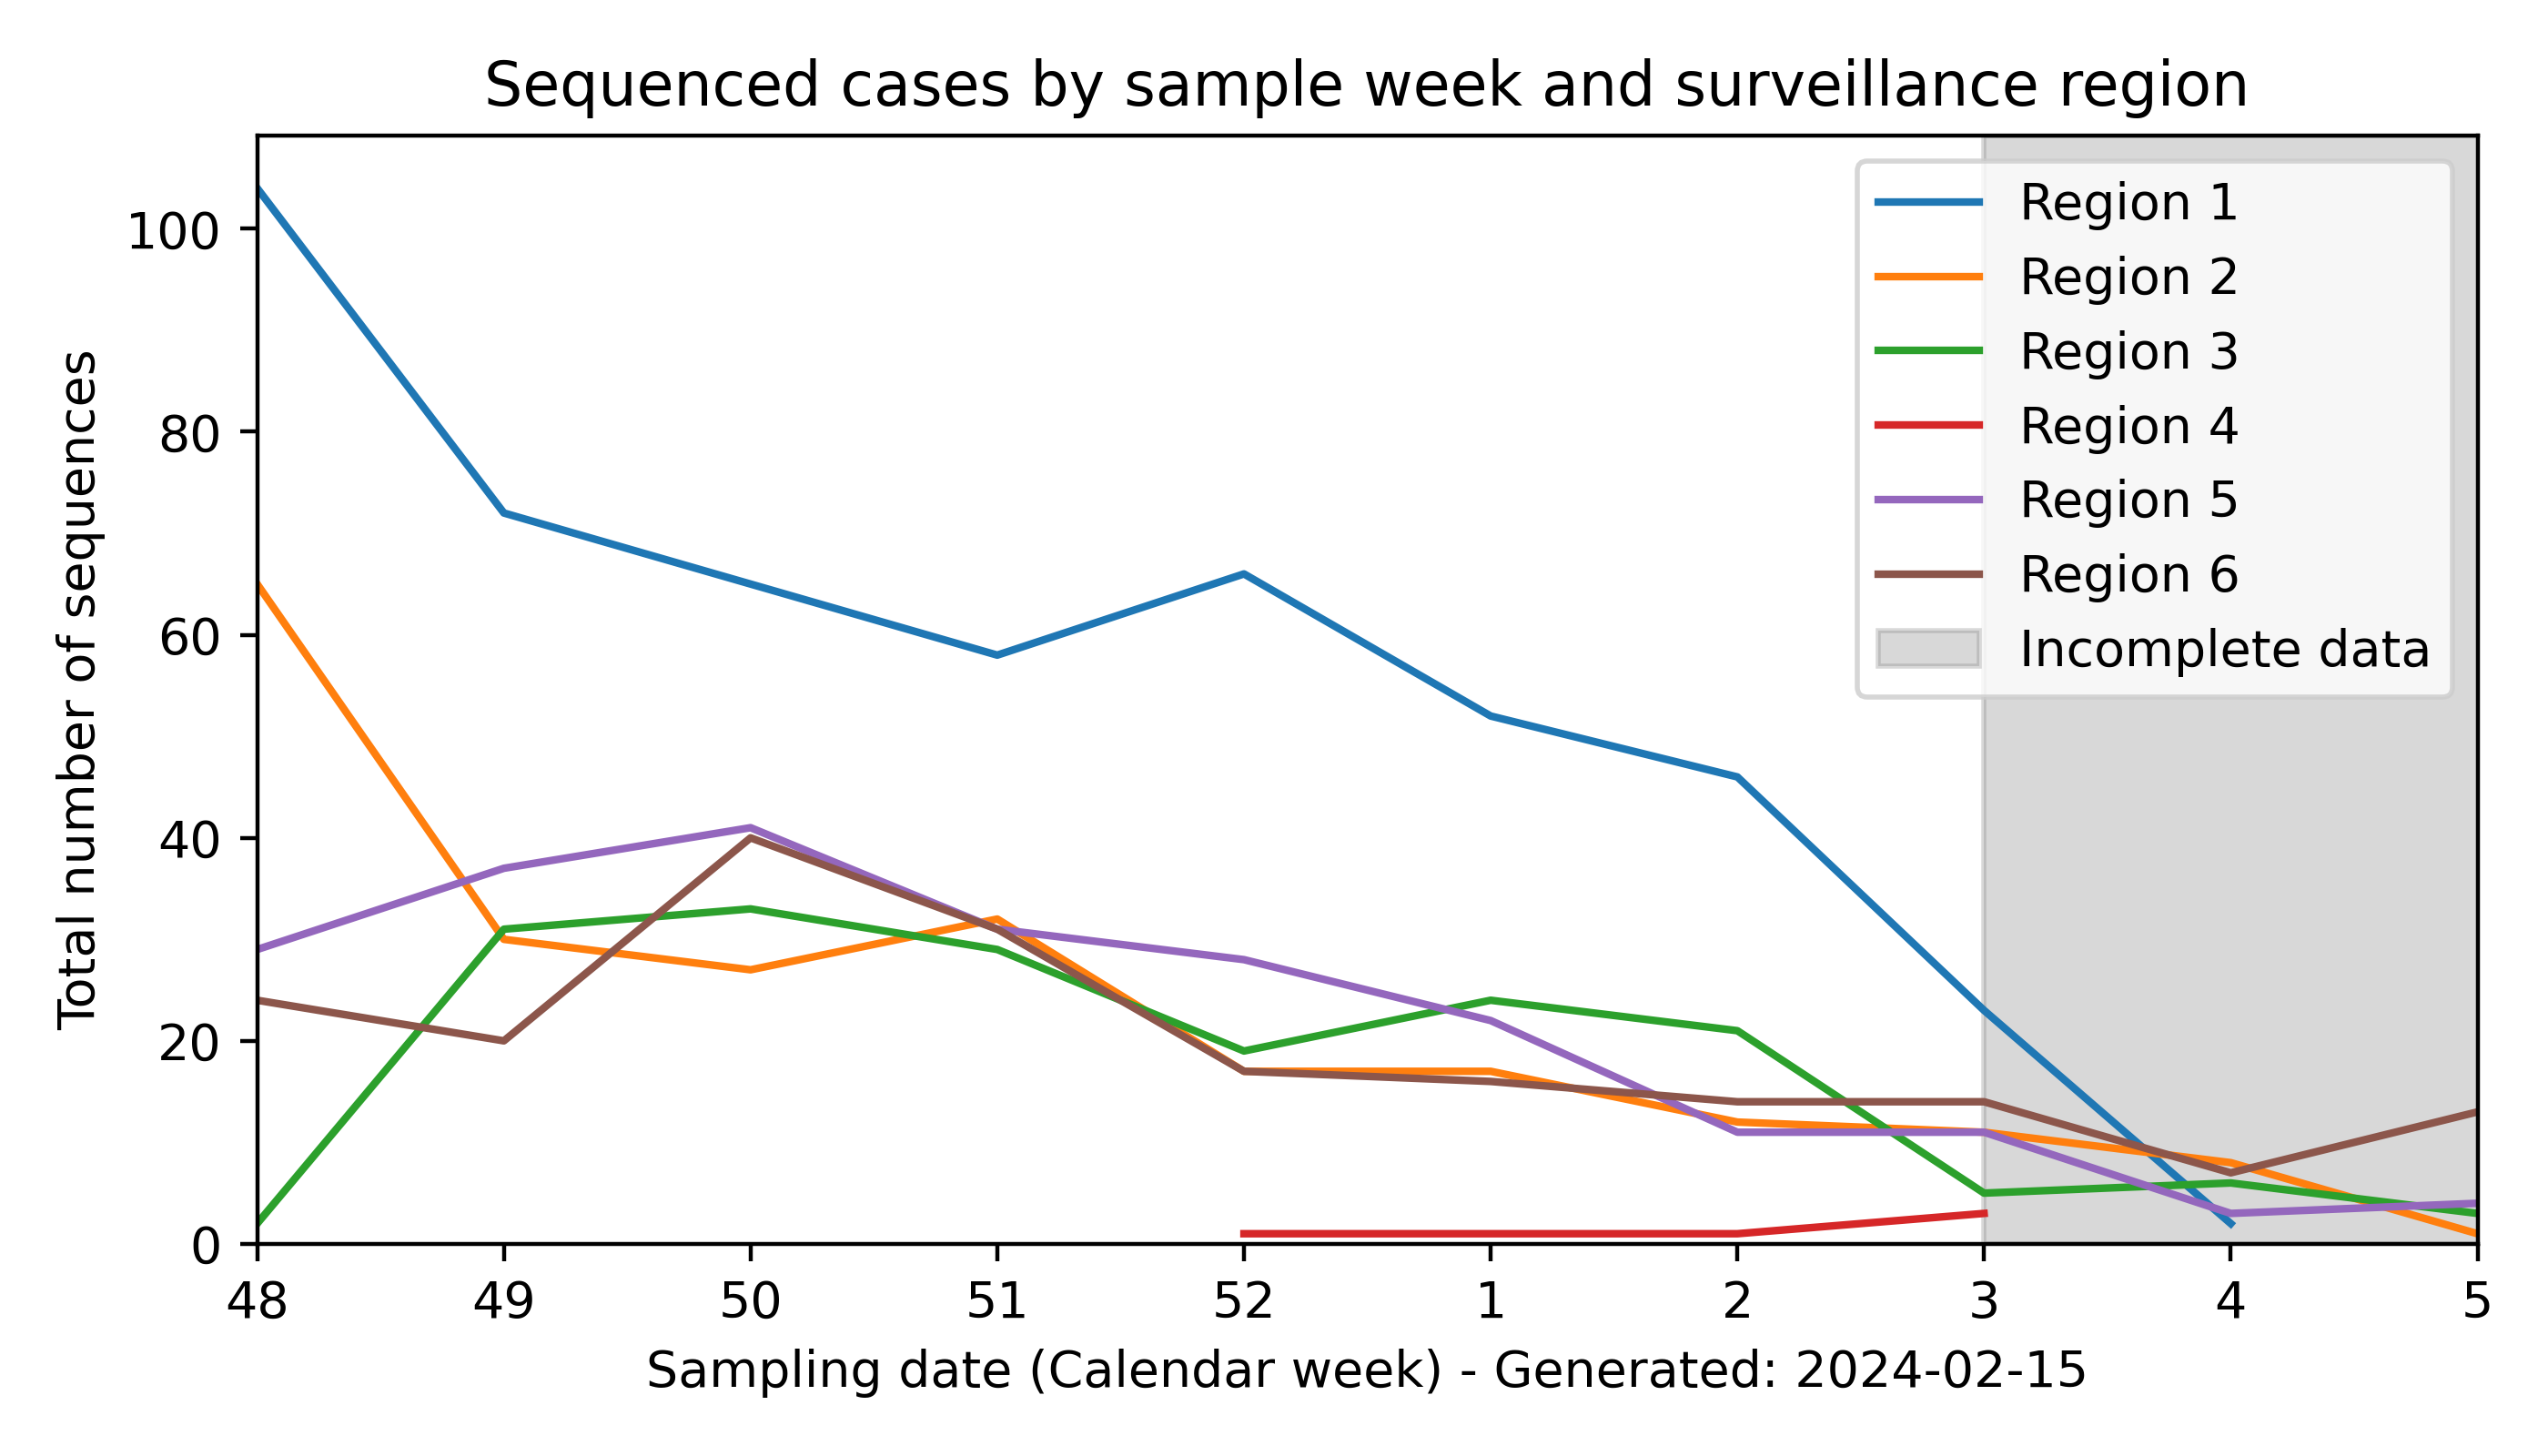 Sequenced cases by sample week and surveillance region
Total number of sequences
100
80
60
40
20
0
Region 1
Region 2
Region 3
Region 4
Region 5
Region 6
Incomplete data
48 49 50 51 52 1 2 3 4 5
Sampling date (Calendar week) - Generated: 2024-02-15